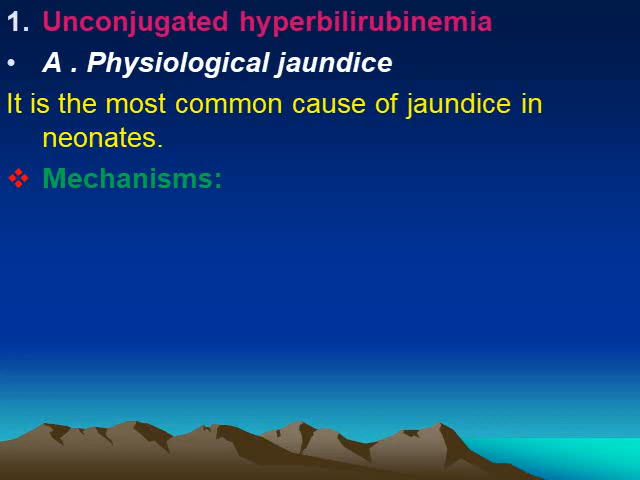 1. Unconjugated hyperbilirubinemia
• A . Physiological jaundice
It is the most common cause of jaundice in
neonates.
❖ Mechanisms: